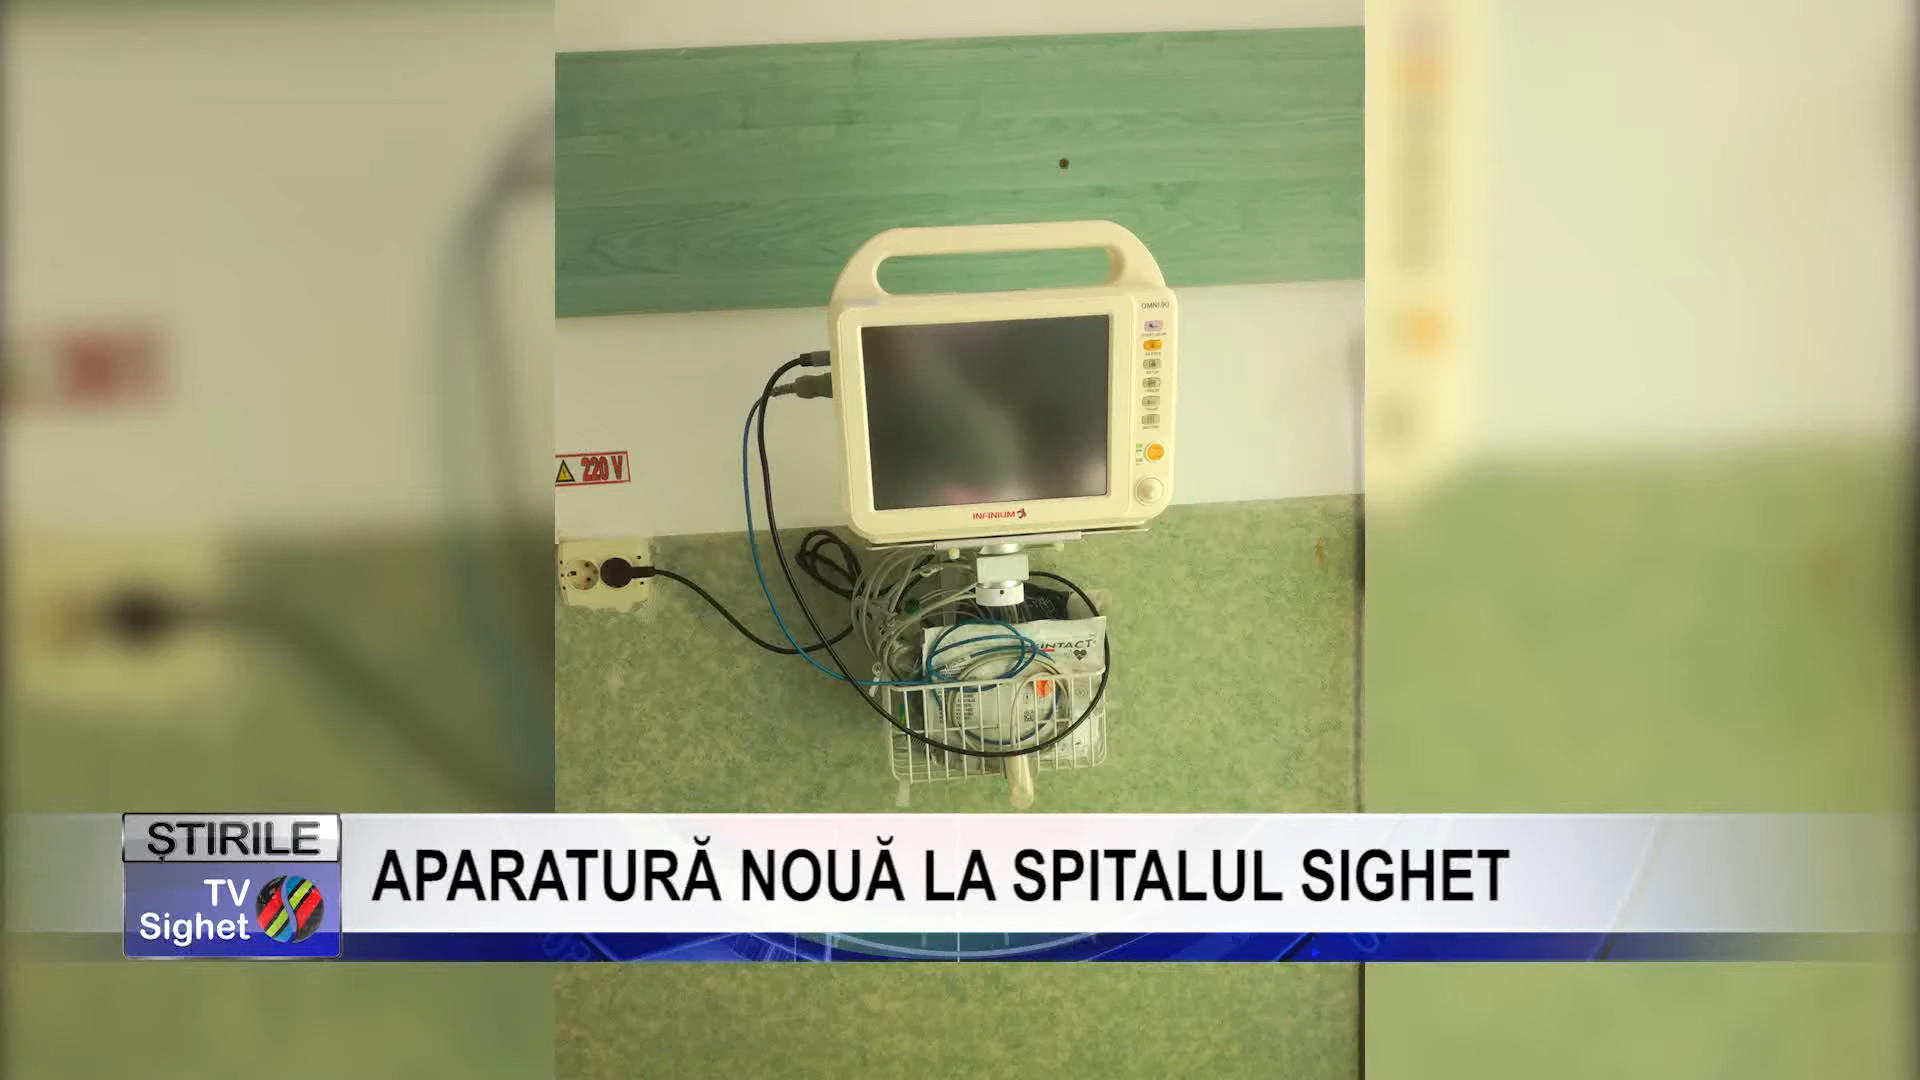 OMNI
220 V
INFINIUM
INTACT
ȘTIRILE
TV
Sighet
APARATURĂ NOUĂ LA SPITALUL SIGHET